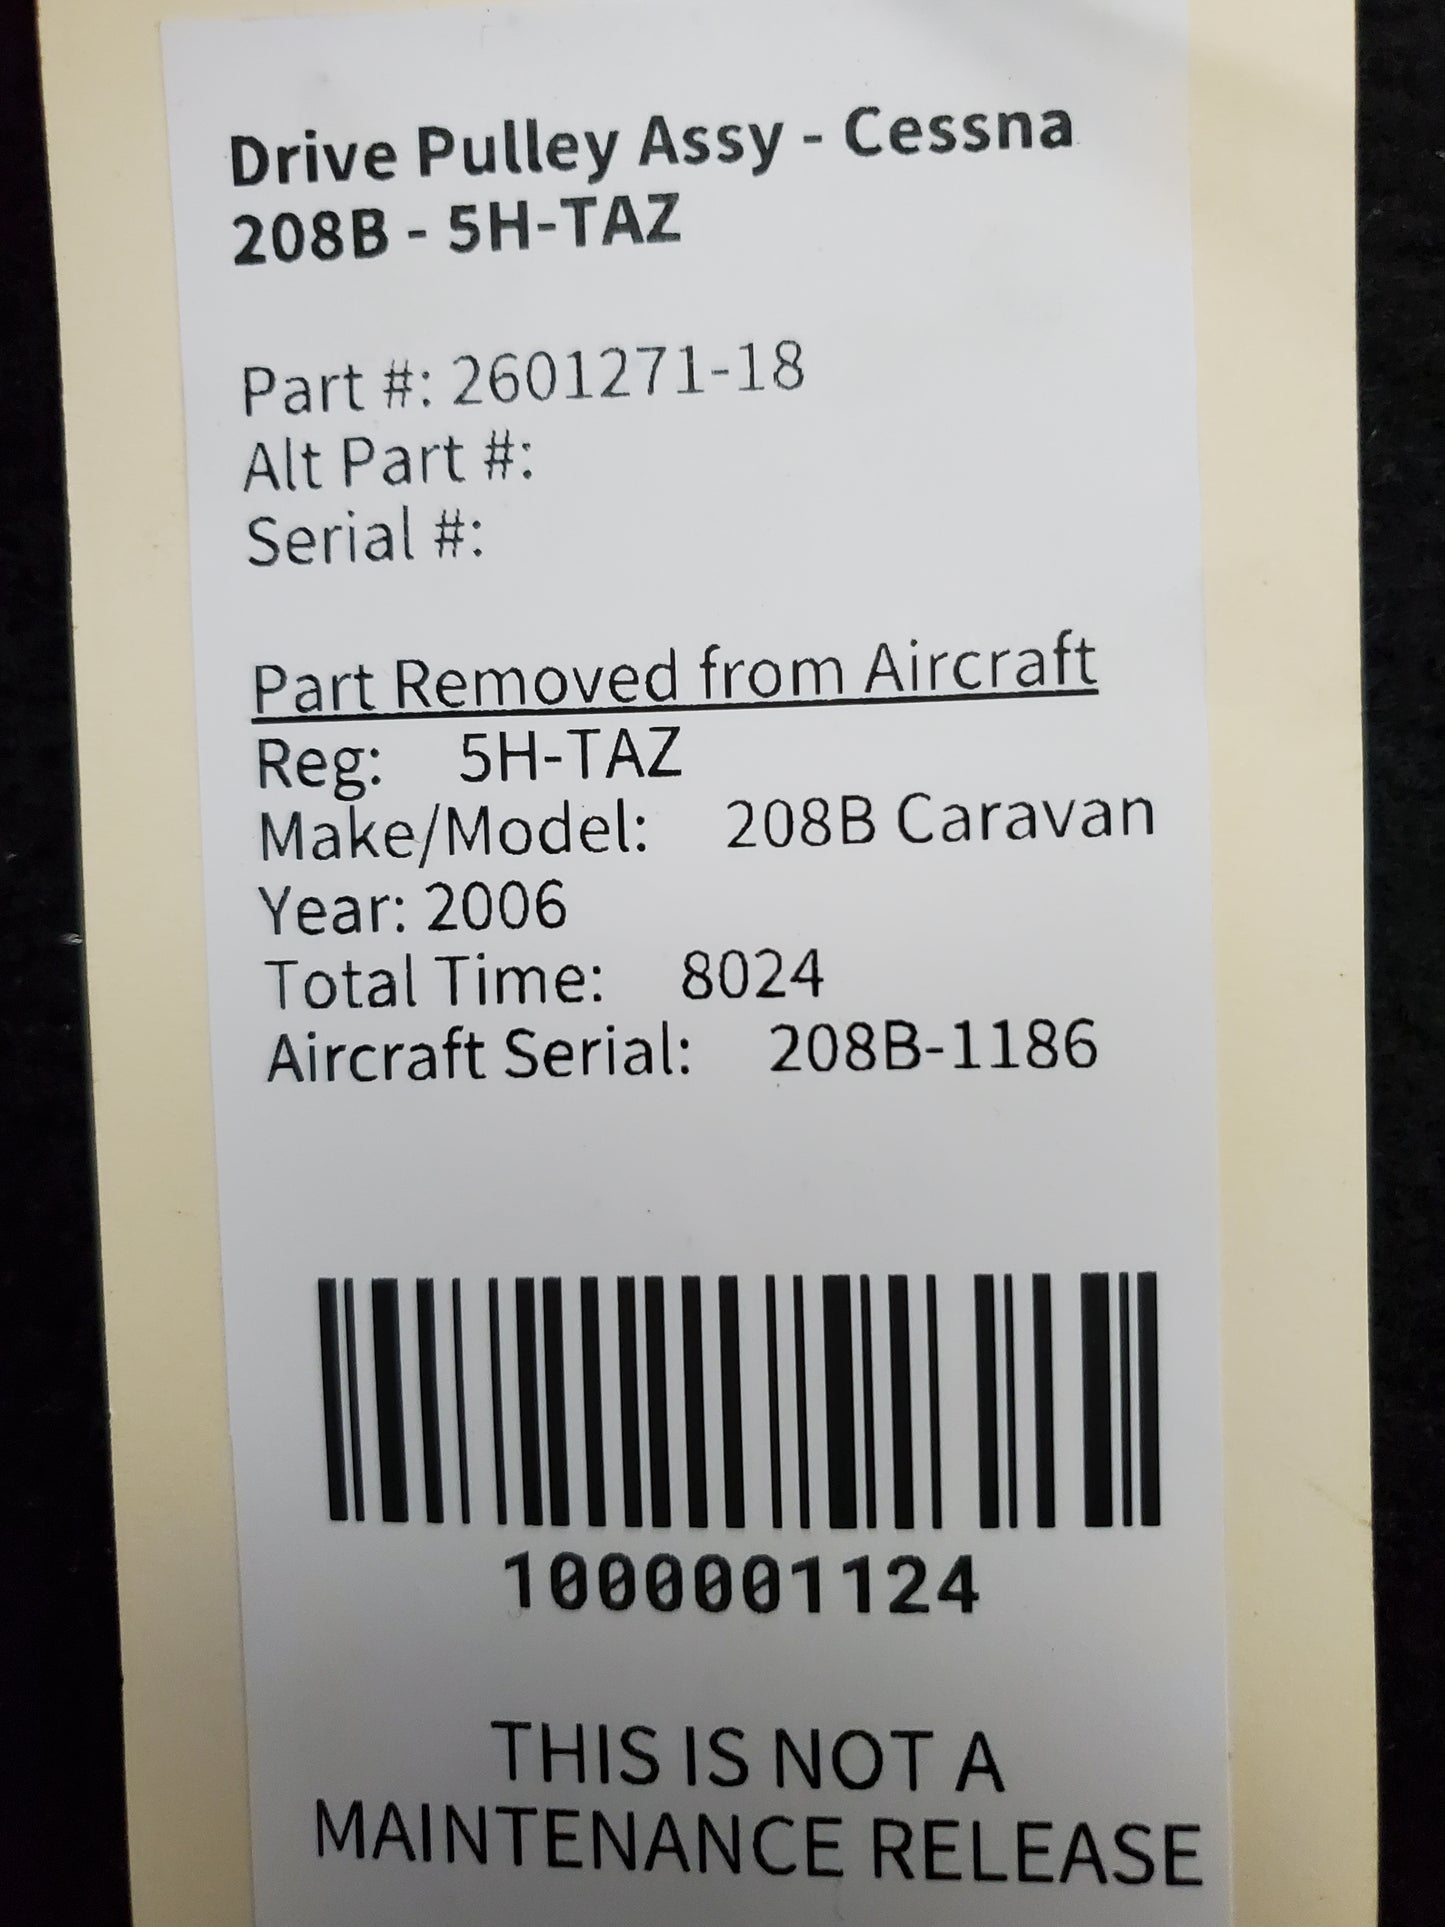 Drive Pulley Assy - Cessna
208B - 5H-TAZ
Part #: 2601271-18
Alt Part #:
Serial #:
Part Removed from Aircraft
Reg: 5H-TAZ
Make/Model: 208B Caravan
Year: 2006
Total Time: 8024
Aircraft Serial: 208B-1186
1000001124
THIS IS NOT A
MAINTENANCE RELEASE